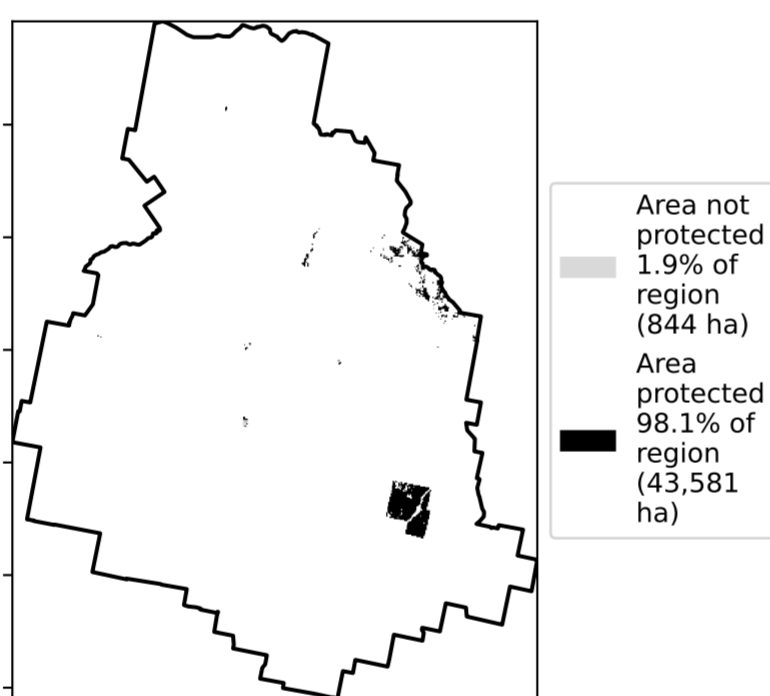 Area not
protected
1.9% of
region
(844 ha)
Area
protected
98.1% of
region
(43,581
ha)